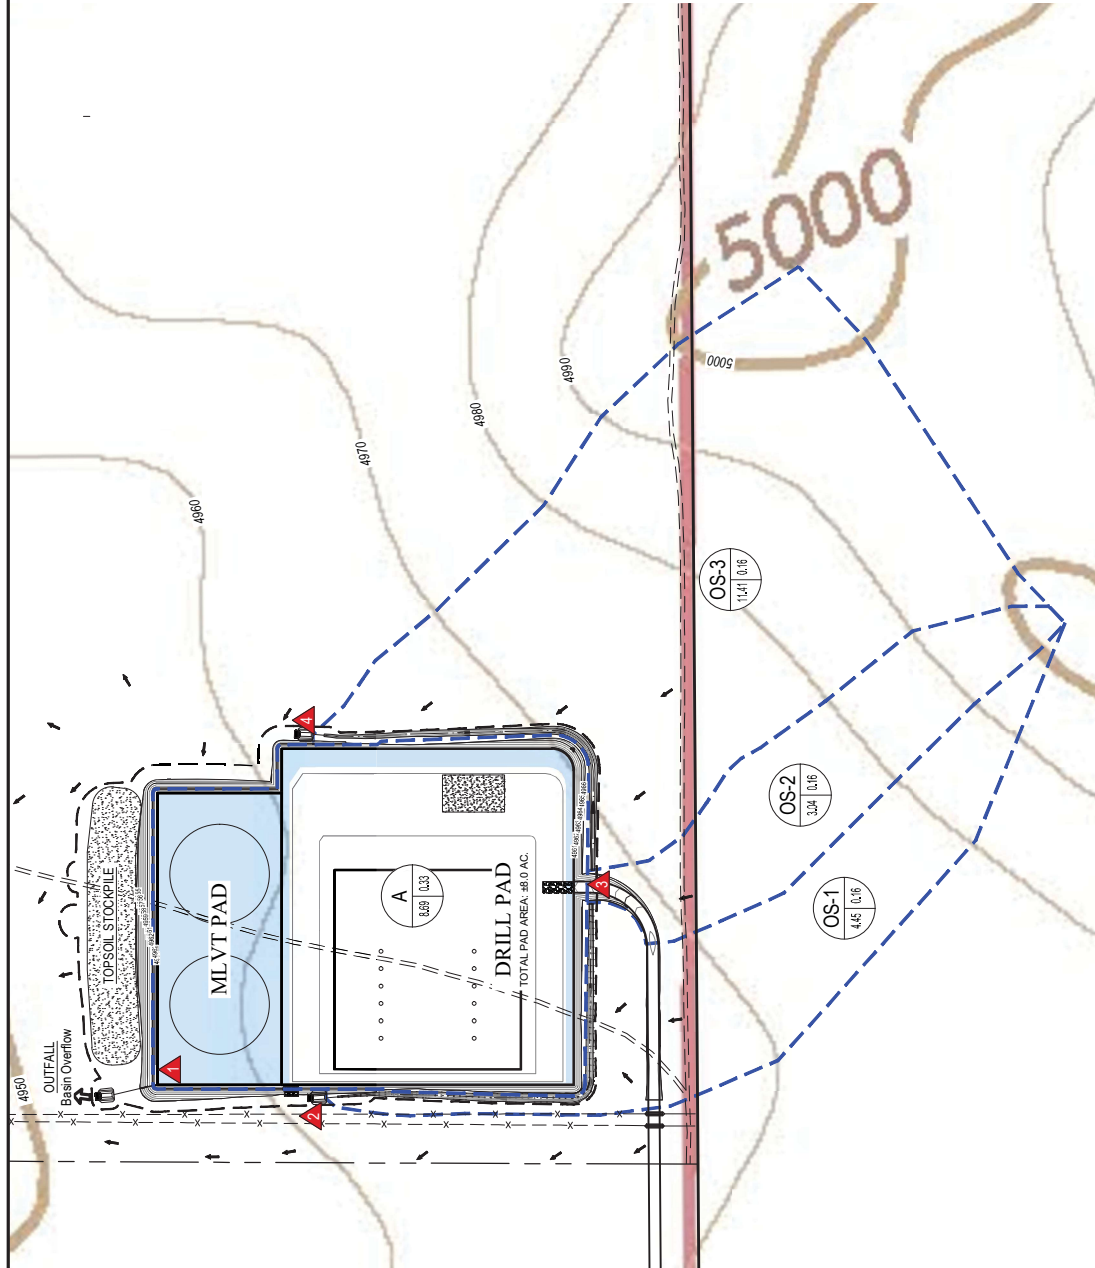 5000
5000
4990
4980
4970
4960
4950
OS-3
11.41 0.16
OS-2
3.04 0.16
OS-1
4.45 0.16
A
8.69 0.33
TOPSOIL STOCKPILE
MLVT PAD
DRILL PAD
TOTAL PAD AREA: ±8.0 AC.
OUTFALL
Basin Overflow
1
2
3
4